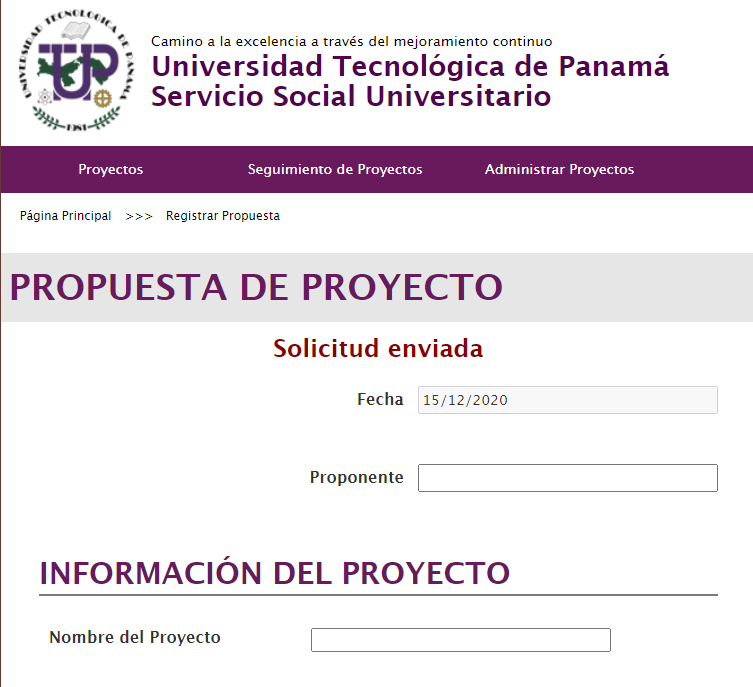 UNIVERSIDAD TECNOLÓGICA DE PANAMÁ
UTP
1981
Camino a la excelencia a través del mejoramiento continuo
Universidad Tecnológica de Panamá
Servicio Social Universitario
Proyectos Seguimiento de Proyectos Administrar Proyectos
Página Principal >>> Registrar Propuesta
PROPUESTA DE PROYECTO
Solicitud enviada
Fecha 15/12/2020
Proponente
INFORMACIÓN DEL PROYECTO
Nombre del Proyecto